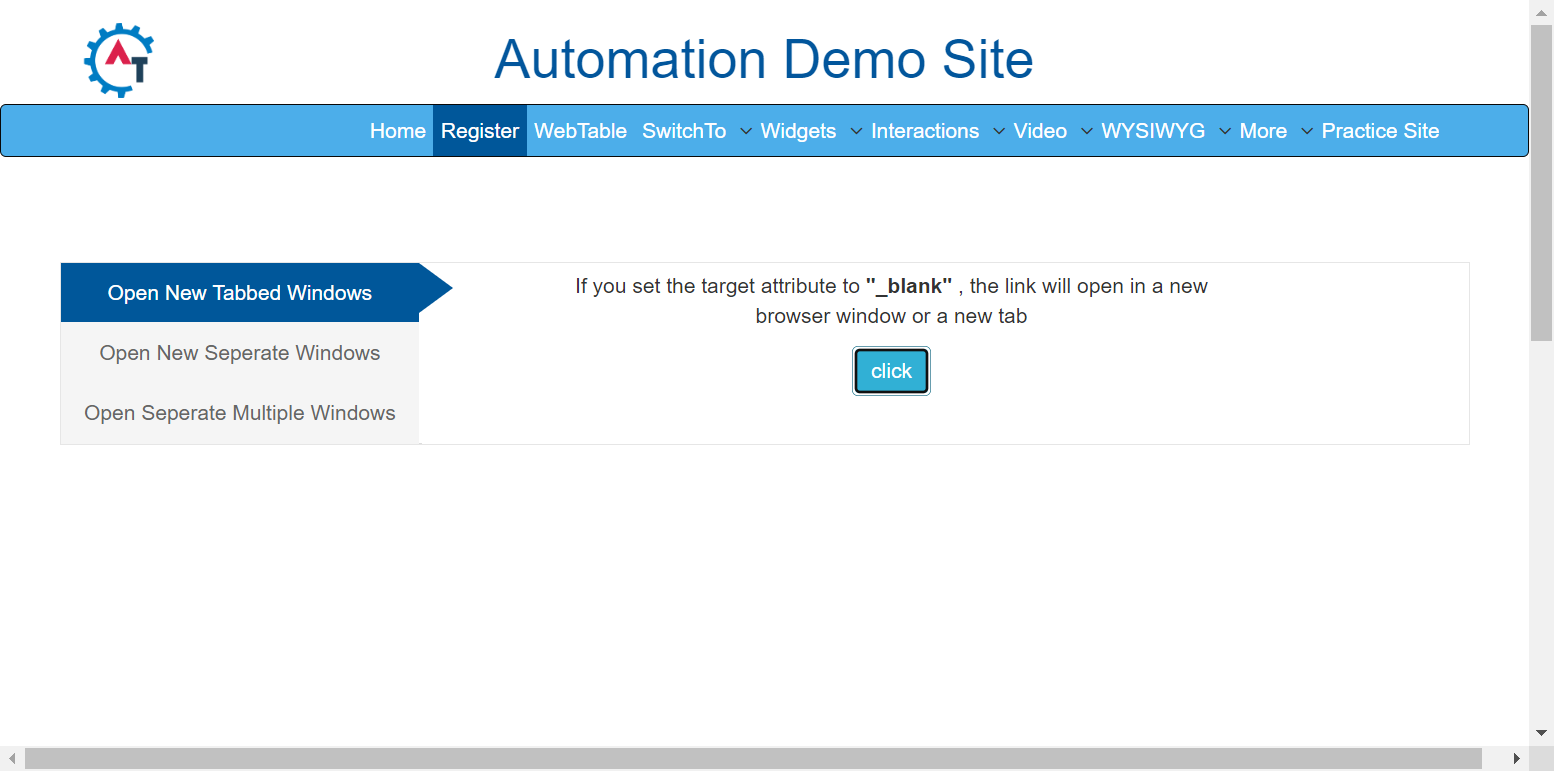 AT
Automation Demo Site
Home Register WebTable SwitchTo Widgets Interactions Video WYSIWYG More Practice Site
Open New Tabbed Windows
Open New Seperate Windows
Open Seperate Multiple Windows
If you set the target attribute to "_blank" , the link will open in a new
browser window or a new tab
click